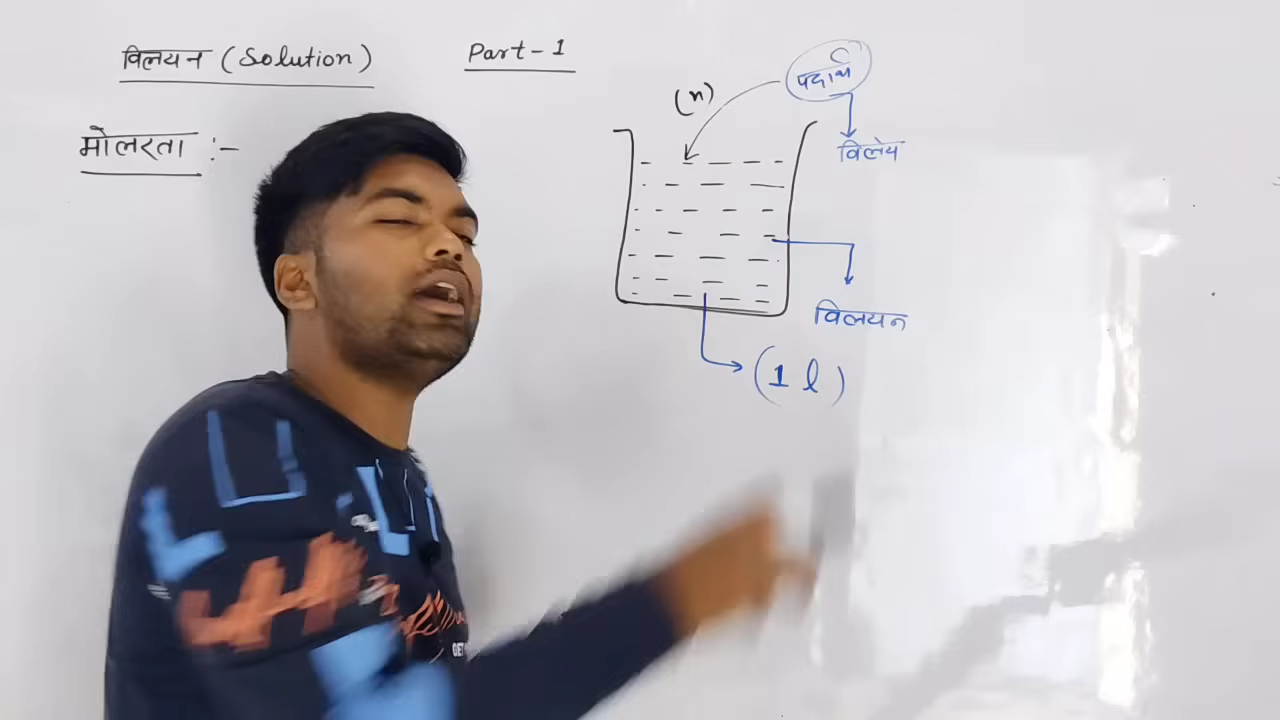 विलयन (Solution)
Part-1
मोलरता :-
(n)
पदार्थ
विलेय
विलयन
(1 l)